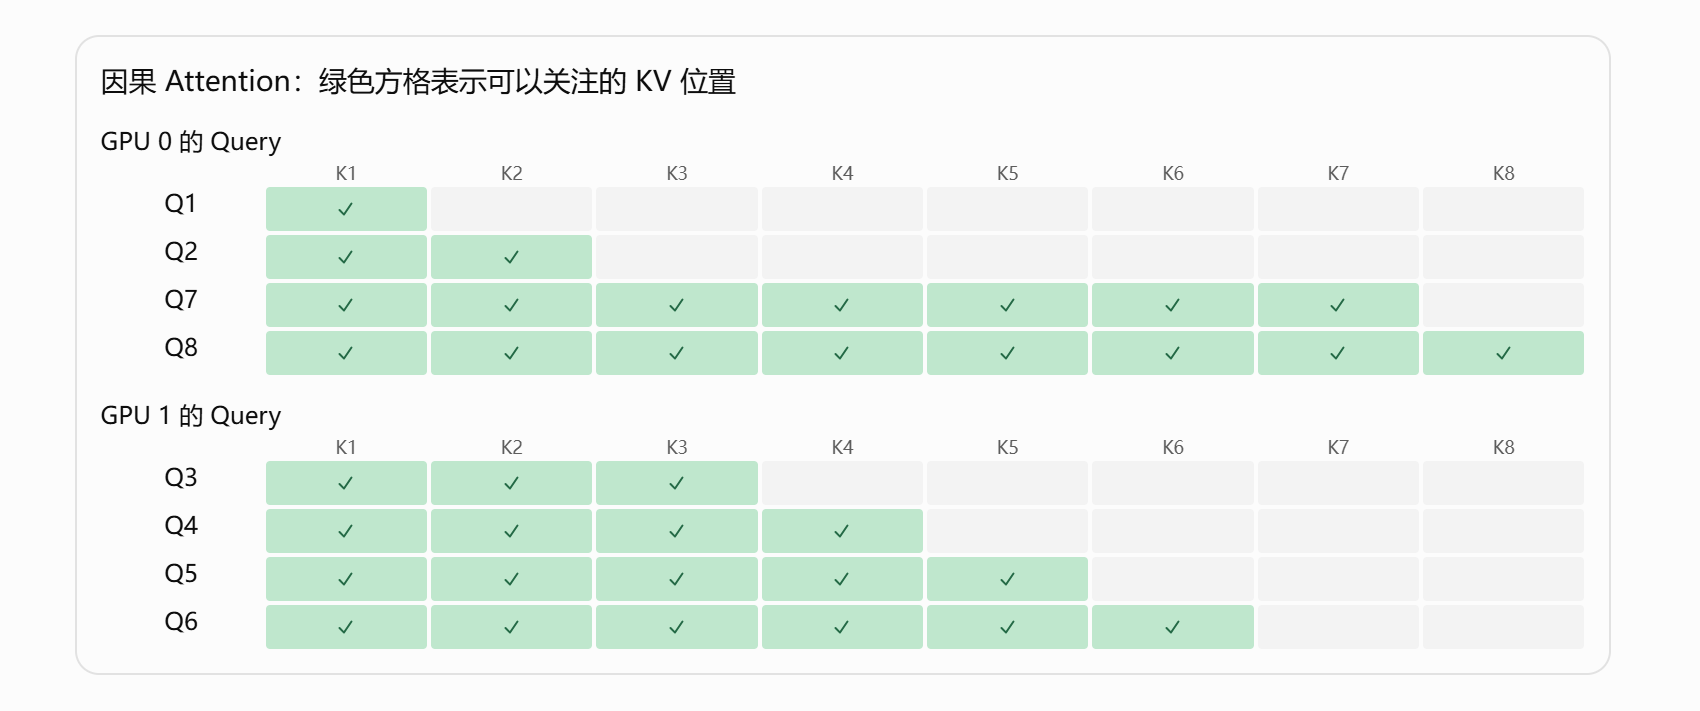 因果 Attention：绿色方格表示可以关注的 KV 位置
GPU 0 的 Query
K1 K2 K3 K4 K5 K6 K7 K8
Q1 ✓
Q2 ✓ ✓
Q7 ✓ ✓ ✓ ✓ ✓ ✓ ✓
Q8 ✓ ✓ ✓ ✓ ✓ ✓ ✓ ✓
GPU 1 的 Query
K1 K2 K3 K4 K5 K6 K7 K8
Q3 ✓ ✓ ✓
Q4 ✓ ✓ ✓ ✓
Q5 ✓ ✓ ✓ ✓ ✓
Q6 ✓ ✓ ✓ ✓ ✓ ✓